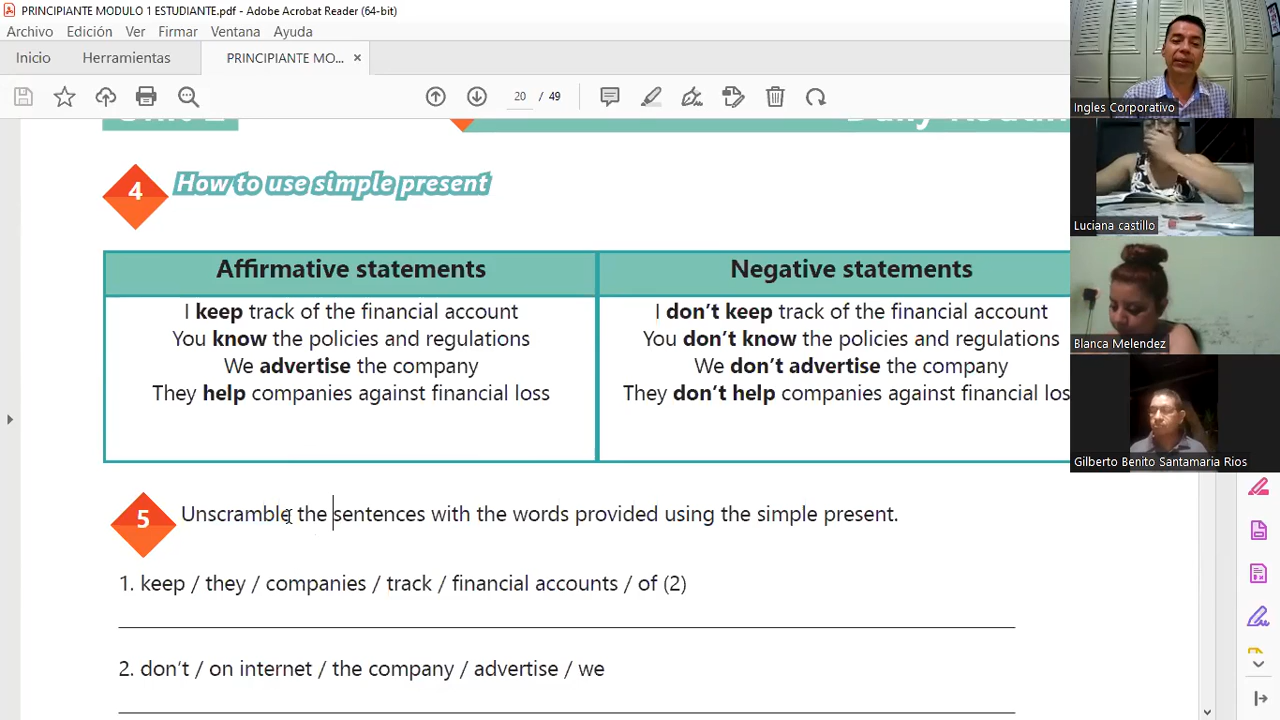 PRINCIPIANTE MODULO 1 ESTUDIANTE.pdf - Adobe Acrobat Reader (64-bit)
Archivo Edición Ver Firmar Ventana Ayuda
Inicio Herramientas PRINCIPIANTE MO... ×
20 / 49
4 How to use simple present
Affirmative statements
I keep track of the financial account
You know the policies and regulations
We advertise the company
They help companies against financial loss
Negative statements
I don't keep track of the financial account
You don't know the policies and regulations
We don't advertise the company
They don't help companies against financial los
5 Unscramble the sentences with the words provided using the simple present.
1. keep / they / companies / track / financial accounts / of (2)
2. don't / on internet / the company / advertise / we
Ingles Corporativo
Luciana castillo
Blanca Melendez
Gilberto Benito Santamaria Rios